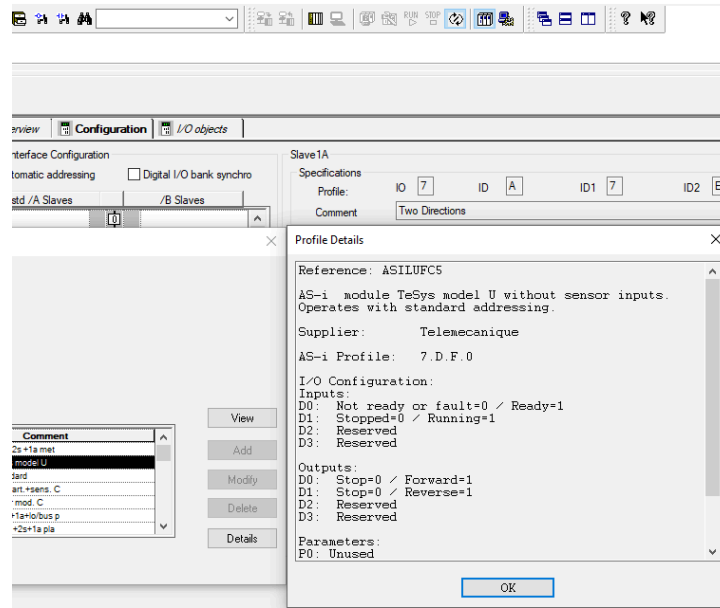 RUN
STOP
erview
Configuration
I/O objects
nterface Configuration
tomatic addressing
Digital I/O bank synchro
std /A Slaves
/B Slaves
0
Slave1A
Specifications
Profile: IO 7 ID A ID1 7 ID2
Comment Two Directions
Profile Details
Reference: ASILUFC5
AS-i module TeSys model U without sensor inputs.
Operates with standard addressing.
Supplier: Telemecanique
AS-i Profile: 7.D.F.0
I/O Configuration:
Inputs:
D0: Not ready or fault=0 / Ready=1
D1: Stopped=0 / Running=1
D2: Reserved
D3: Reserved
Outputs:
D0: Stop=0 / Forward=1
D1: Stop=0 / Reverse=1
D2: Reserved
D3: Reserved
Parameters:
P0: Unused
OK
Comment
2s +1a met
model U
dard
art.+sens. C
mod. C
+1a+lo/bus p
+2s+1a pla
View
Add
Modify
Delete
Details